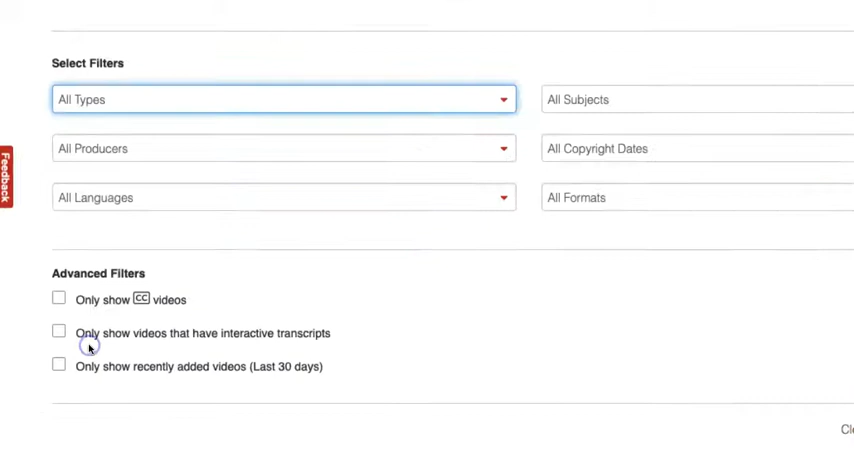 Select Filters
All Types
All Subjects
All Producers
All Copyright Dates
All Languages
All Formats
Feedback
Advanced Filters
Only show CC videos
Only show videos that have interactive transcripts
Only show recently added videos (Last 30 days)